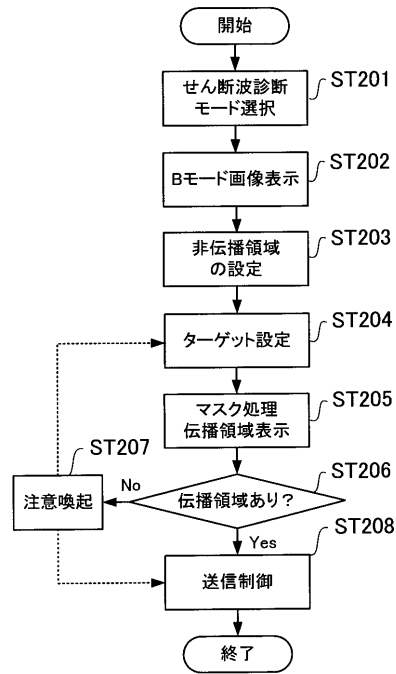 開始
せん断波診断
モード選択
ST201
Bモード画像表示
ST202
非伝播領域
の設定
ST203
ターゲット設定
ST204
マスク処理
伝播領域表示
ST205
ST207
注意喚起
No
伝播領域あり？
ST206
Yes
ST208
送信制御
終了